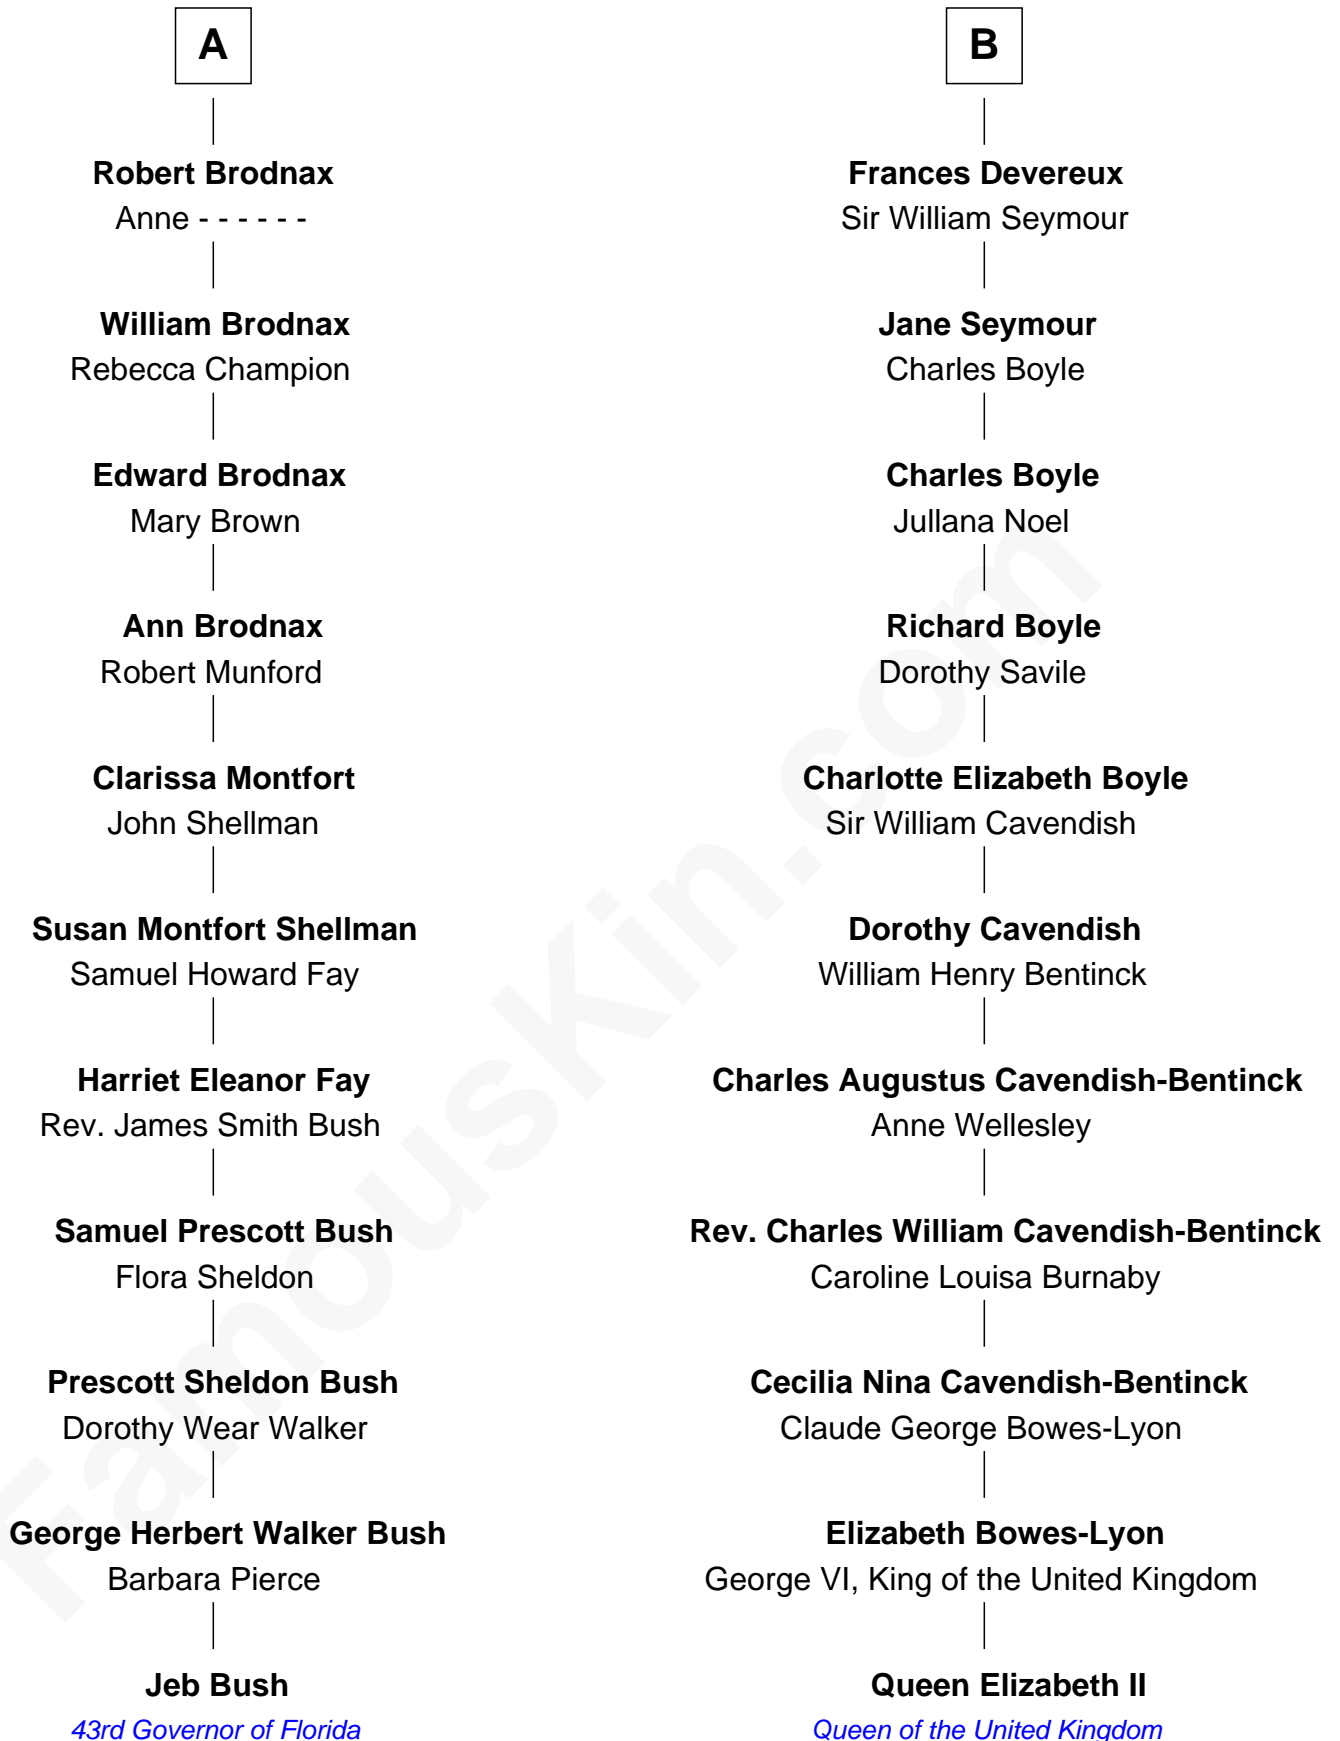 A
Robert Brodnax
Anne - - - - - -
William Brodnax
Rebecca Champion
Edward Brodnax
Mary Brown
Ann Brodnax
Robert Munford
Clarissa Montfort
John Shellman
Susan Montfort Shellman
Samuel Howard Fay
Harriet Eleanor Fay
Rev. James Smith Bush
Samuel Prescott Bush
Flora Sheldon
Prescott Sheldon Bush
Dorothy Wear Walker
George Herbert Walker Bush
Barbara Pierce
Jeb Bush
43rd Governor of Florida
B
Frances Devereux
Sir William Seymour
Jane Seymour
Charles Boyle
Charles Boyle
Jullana Noel
Richard Boyle
Dorothy Savile
Charlotte Elizabeth Boyle
Sir William Cavendish
Dorothy Cavendish
William Henry Bentinck
Charles Augustus Cavendish-Bentinck
Anne Wellesley
Rev. Charles William Cavendish-Bentinck
Caroline Louisa Burnaby
Cecilia Nina Cavendish-Bentinck
Claude George Bowes-Lyon
Elizabeth Bowes-Lyon
George VI, King of the United Kingdom
Queen Elizabeth II
Queen of the United Kingdom
FamousKin.com